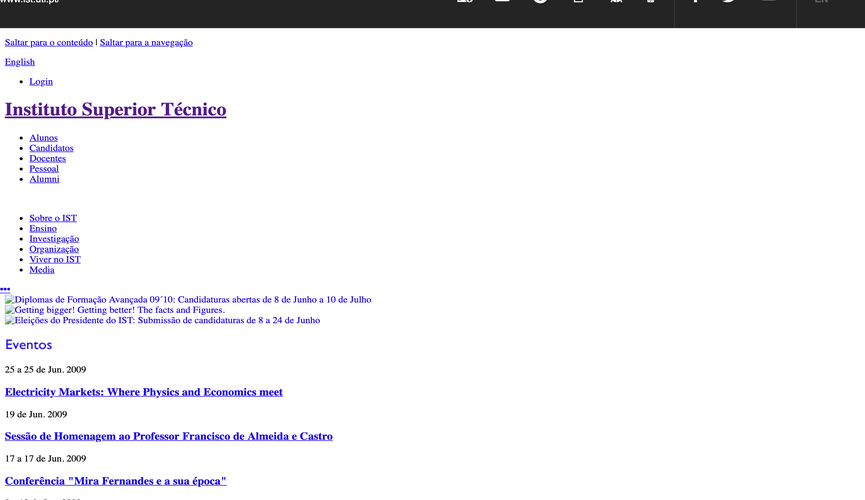 www.ist.utl.pt/
EN
Saltar para o conteúdo | Saltar para a navegação
English
Login
Instituto Superior Técnico
Alunos
Candidatos
Docentes
Pessoal
Alumni
Sobre o IST
Ensino
Investigação
Organização
Viver no IST
Media
Diplomas de Formação Avançada 09´10: Candidaturas abertas de 8 de Junho a 10 de Julho
Getting bigger! Getting better! The facts and Figures.
Eleições do Presidente do IST: Submissão de candidaturas de 8 a 24 de Junho
Eventos
25 a 25 de Jun. 2009
Electricity Markets: Where Physics and Economics meet
19 de Jun. 2009
Sessão de Homenagem ao Professor Francisco de Almeida e Castro
17 a 17 de Jun. 2009
Conferência "Mira Fernandes e a sua época"